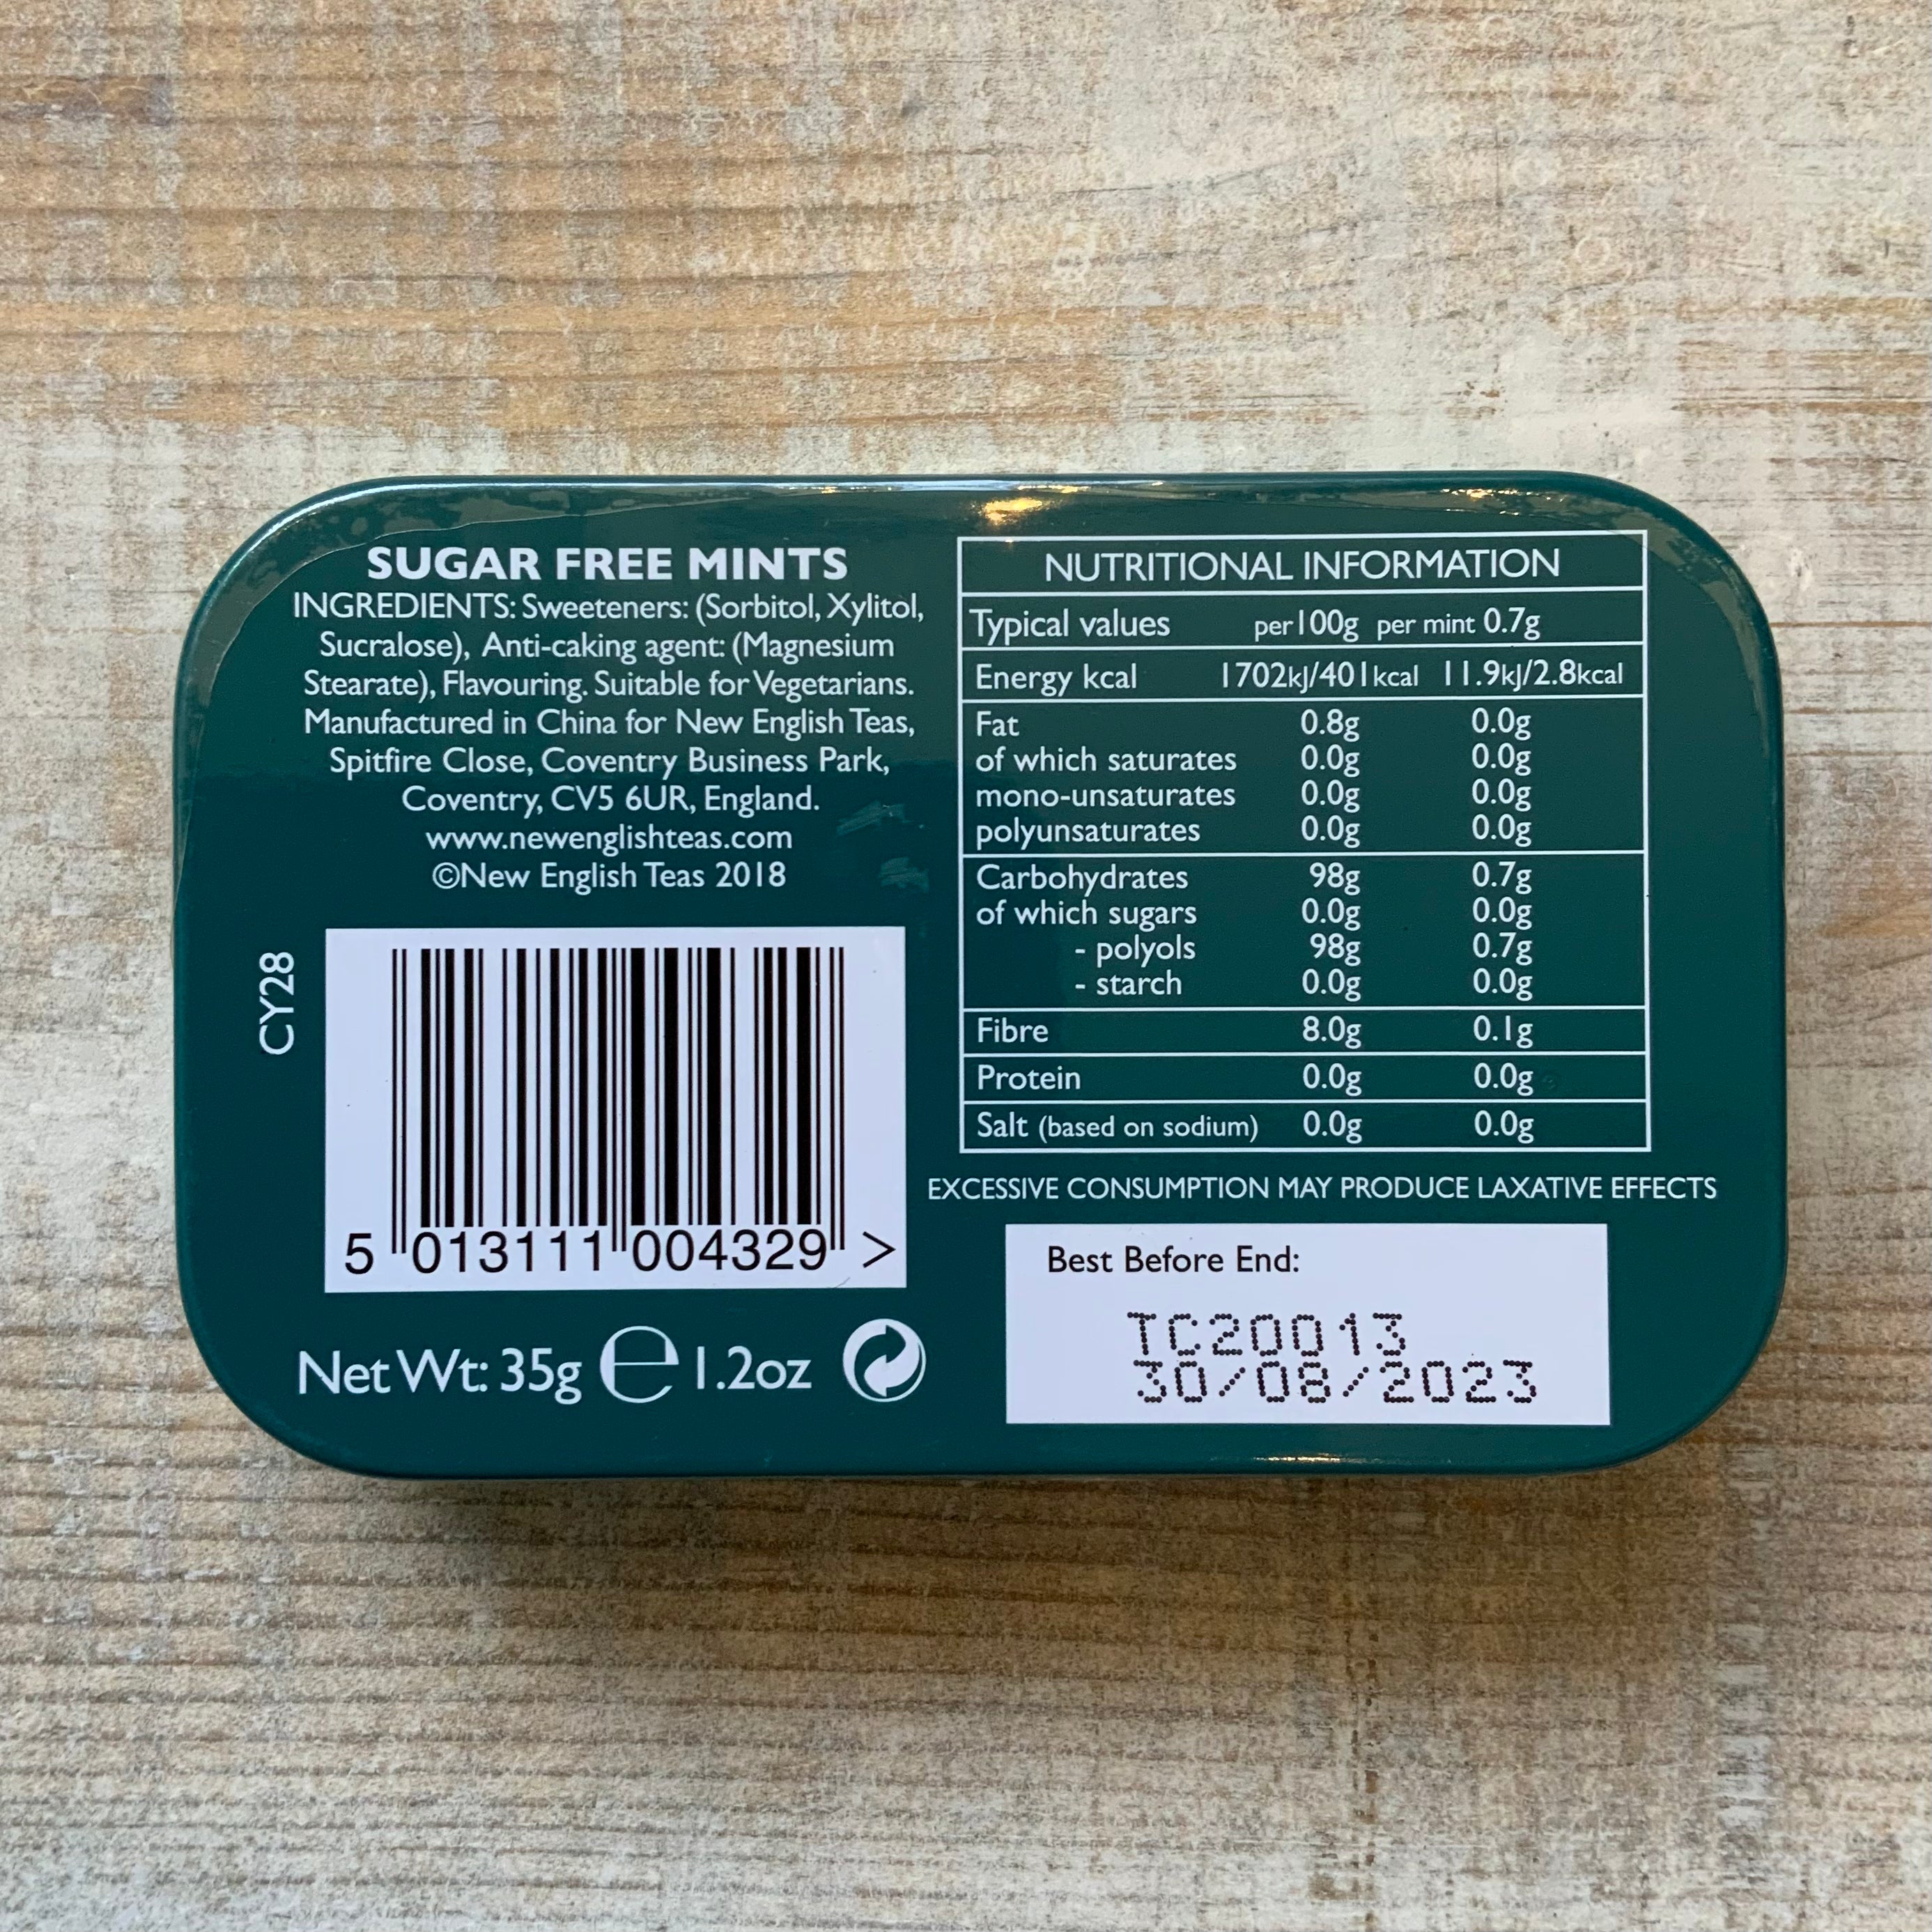 SUGAR FREE MINTS
INGREDIENTS: Sweeteners: (Sorbitol, Xylitol,
Sucralose), Anti-caking agent: (Magnesium
Stearate), Flavouring. Suitable for Vegetarians.
Manufactured in China for New English Teas,
Spitfire Close, Coventry Business Park,
Coventry, CV5 6UR, England.
www.newenglishteas.com
©New English Teas 2018
CY28
5 013111 004329 >
Net Wt: 35g e 1.2oz
NUTRITIONAL INFORMATION
Typical values per100g per mint 0.7g
Energy kcal 1702kJ/401kcal 11.9kJ/2.8kcal
Fat 0.8g 0.0g
of which saturates 0.0g 0.0g
mono-unsaturates 0.0g 0.0g
polyunsaturates 0.0g 0.0g
Carbohydrates 98g 0.7g
of which sugars 0.0g 0.0g
- polyols 98g 0.7g
- starch 0.0g 0.0g
Fibre 8.0g 0.1g
Protein 0.0g 0.0g
Salt (based on sodium) 0.0g 0.0g
EXCESSIVE CONSUMPTION MAY PRODUCE LAXATIVE EFFECTS
Best Before End:
TC20013
30/08/2023